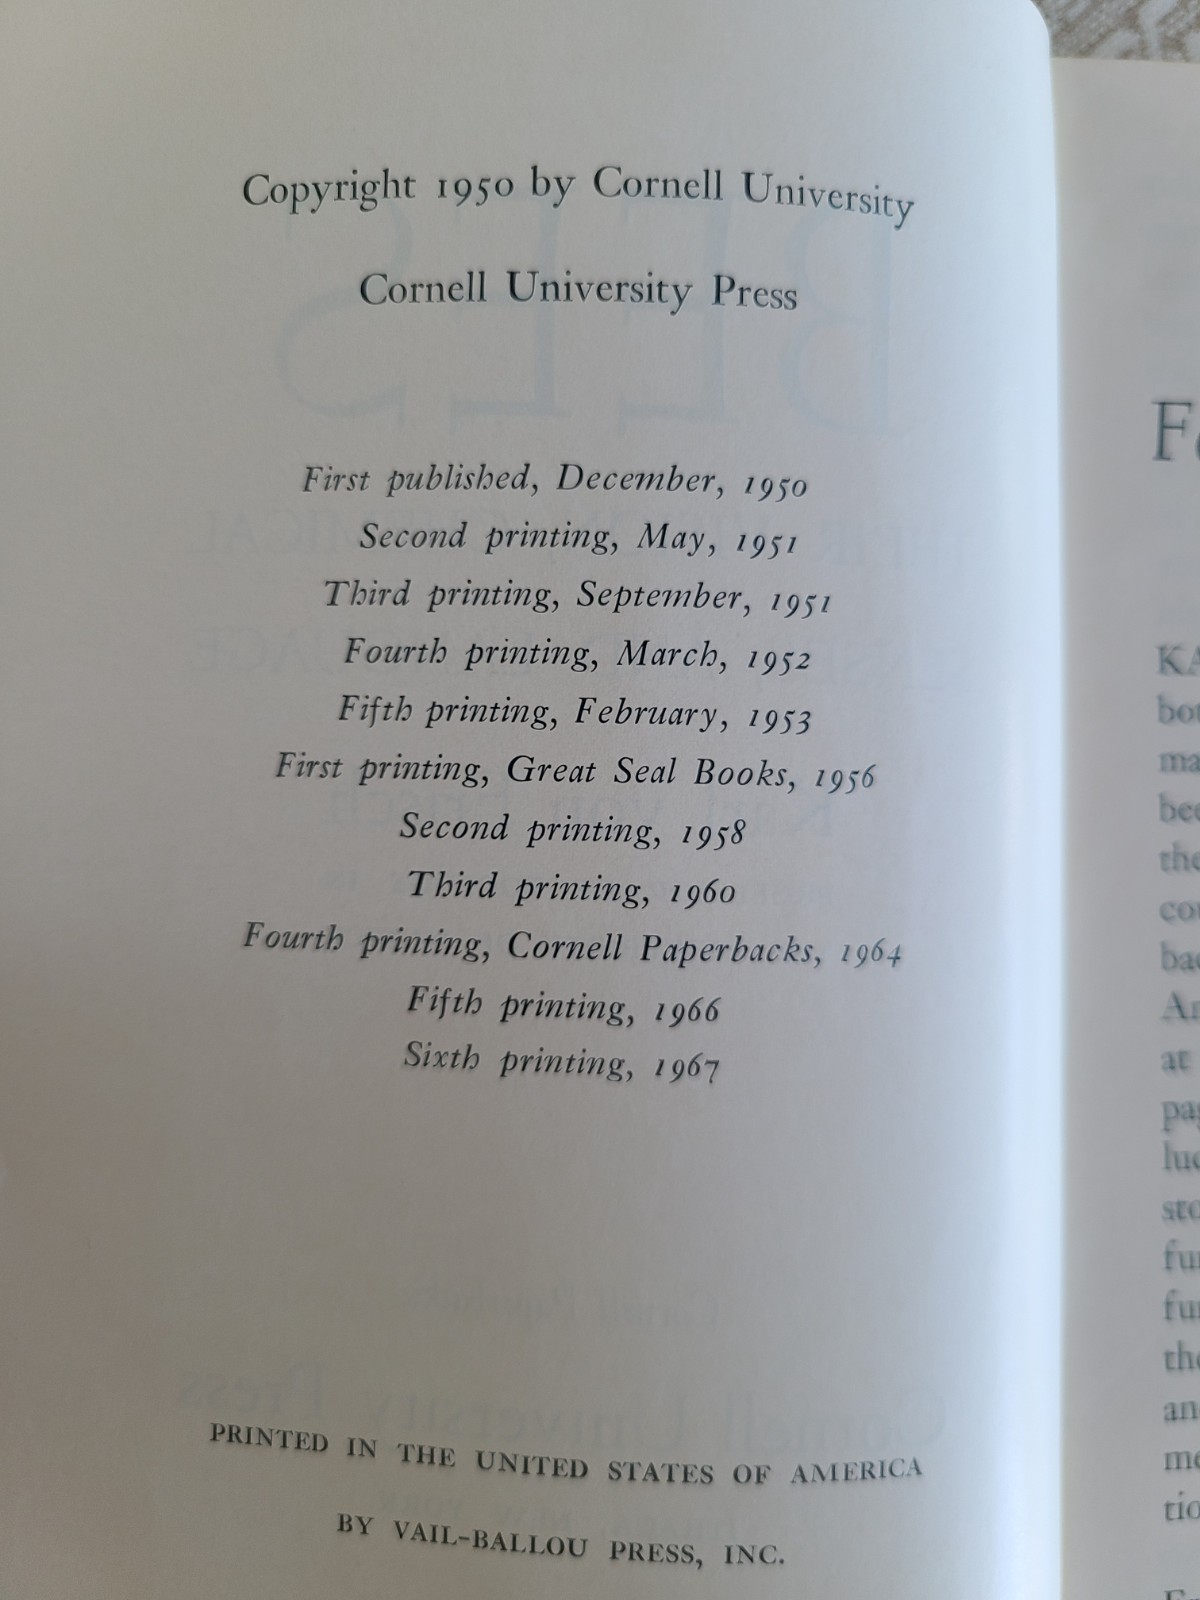 Copyright 1950 by Cornell University
Cornell University Press
First published, December, 1950
Second printing, May, 1951
Third printing, September, 1951
Fourth printing, March, 1952
Fifth printing, February, 1953
First printing, Great Seal Books, 1956
Second printing, 1958
Third printing, 1960
Fourth printing, Cornell Paperbacks, 1964
Fifth printing, 1966
Sixth printing, 1967
PRINTED IN THE UNITED STATES OF AMERICA
BY VAIL-BALLOU PRESS, INC.